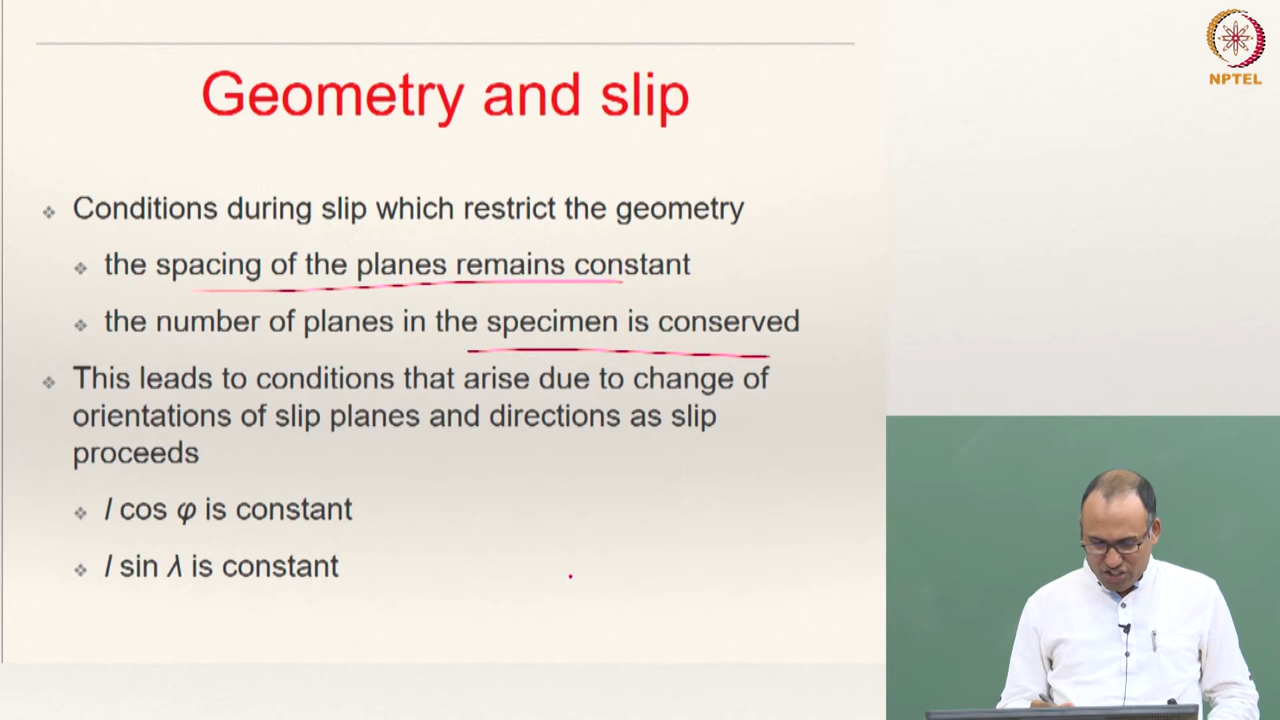 Geometry and slip
Conditions during slip which restrict the geometry
the spacing of the planes remains constant
the number of planes in the specimen is conserved
This leads to conditions that arise due to change of
orientations of slip planes and directions as slip
proceeds
l cos φ is constant
l sin λ is constant
NPTEL